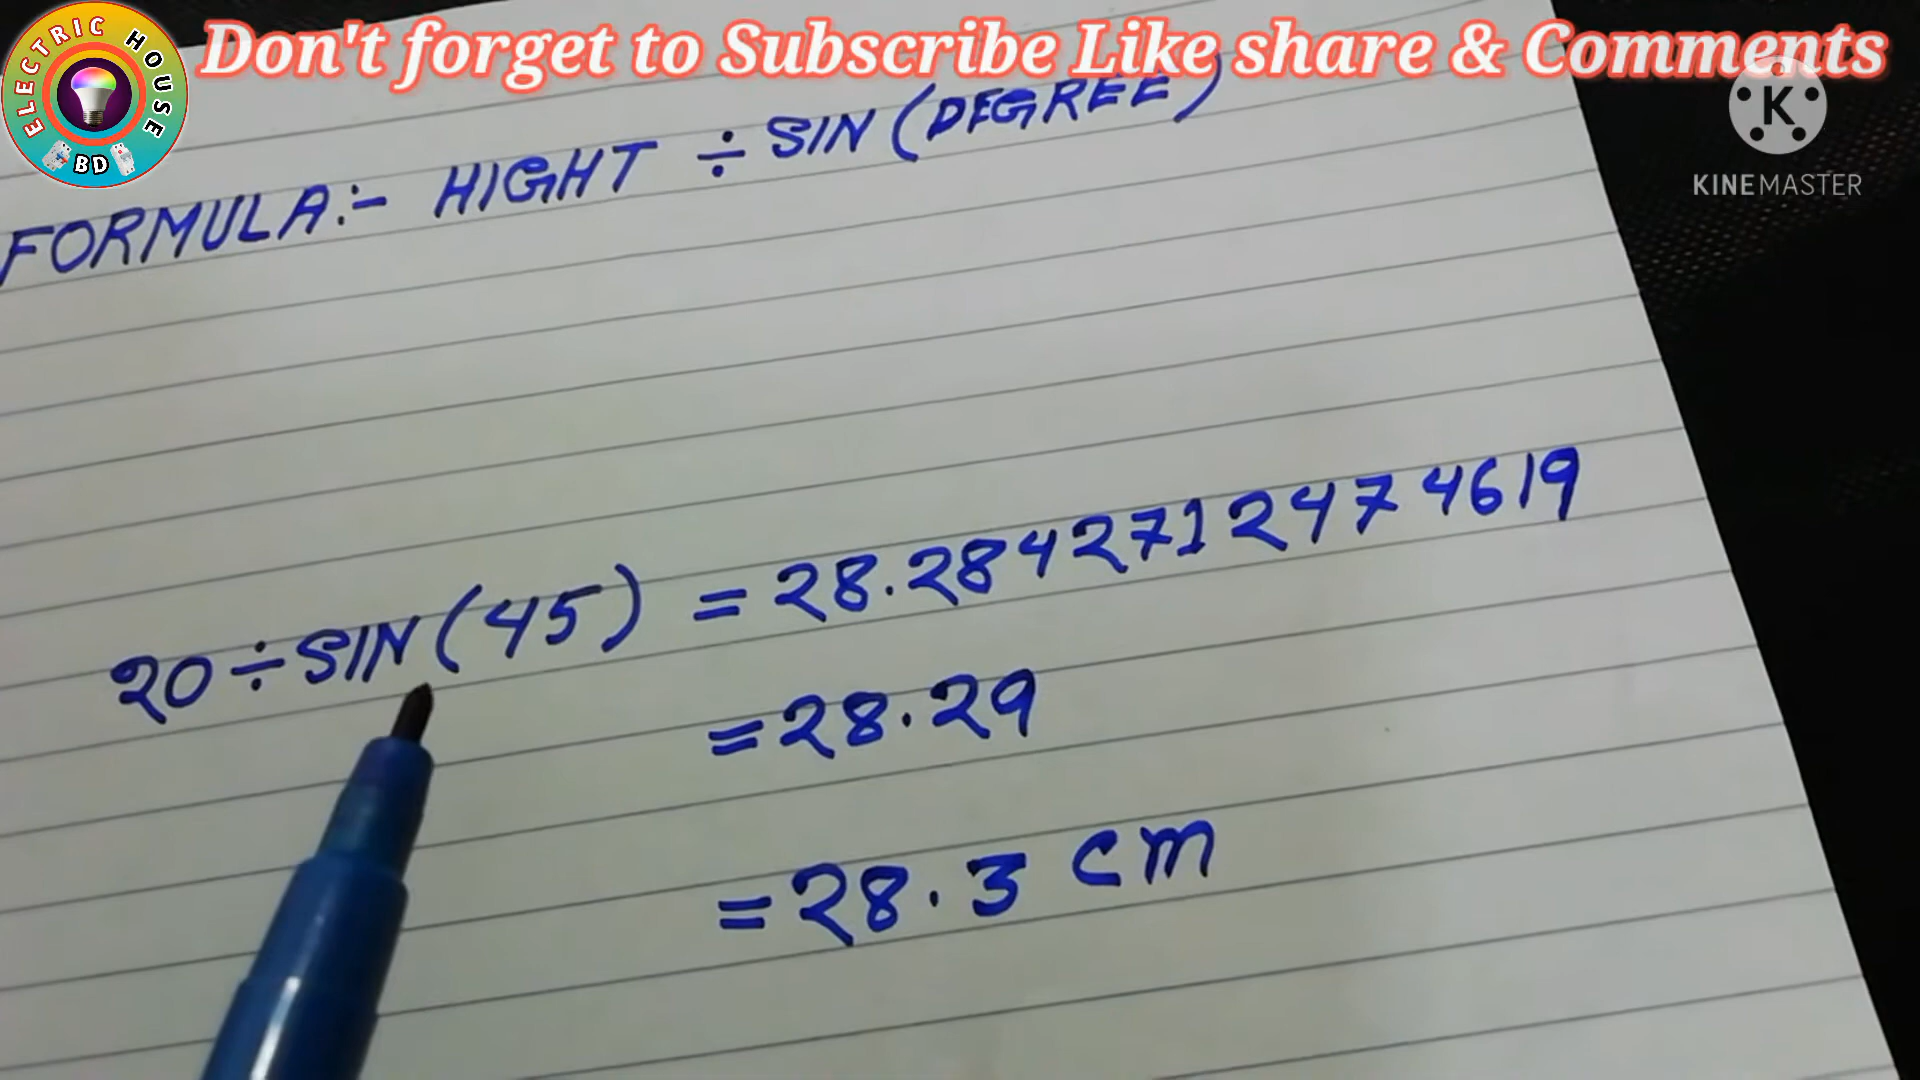 Don't forget to Subscribe Like share & Comments
ELECTRIC HOUSE
BD
K
KINEMASTER
FORMULA:- HIGHT ÷ SIN (DEGREE)
20÷SIN(45) = 28.2842712474619
=28.29
=28.3 cm